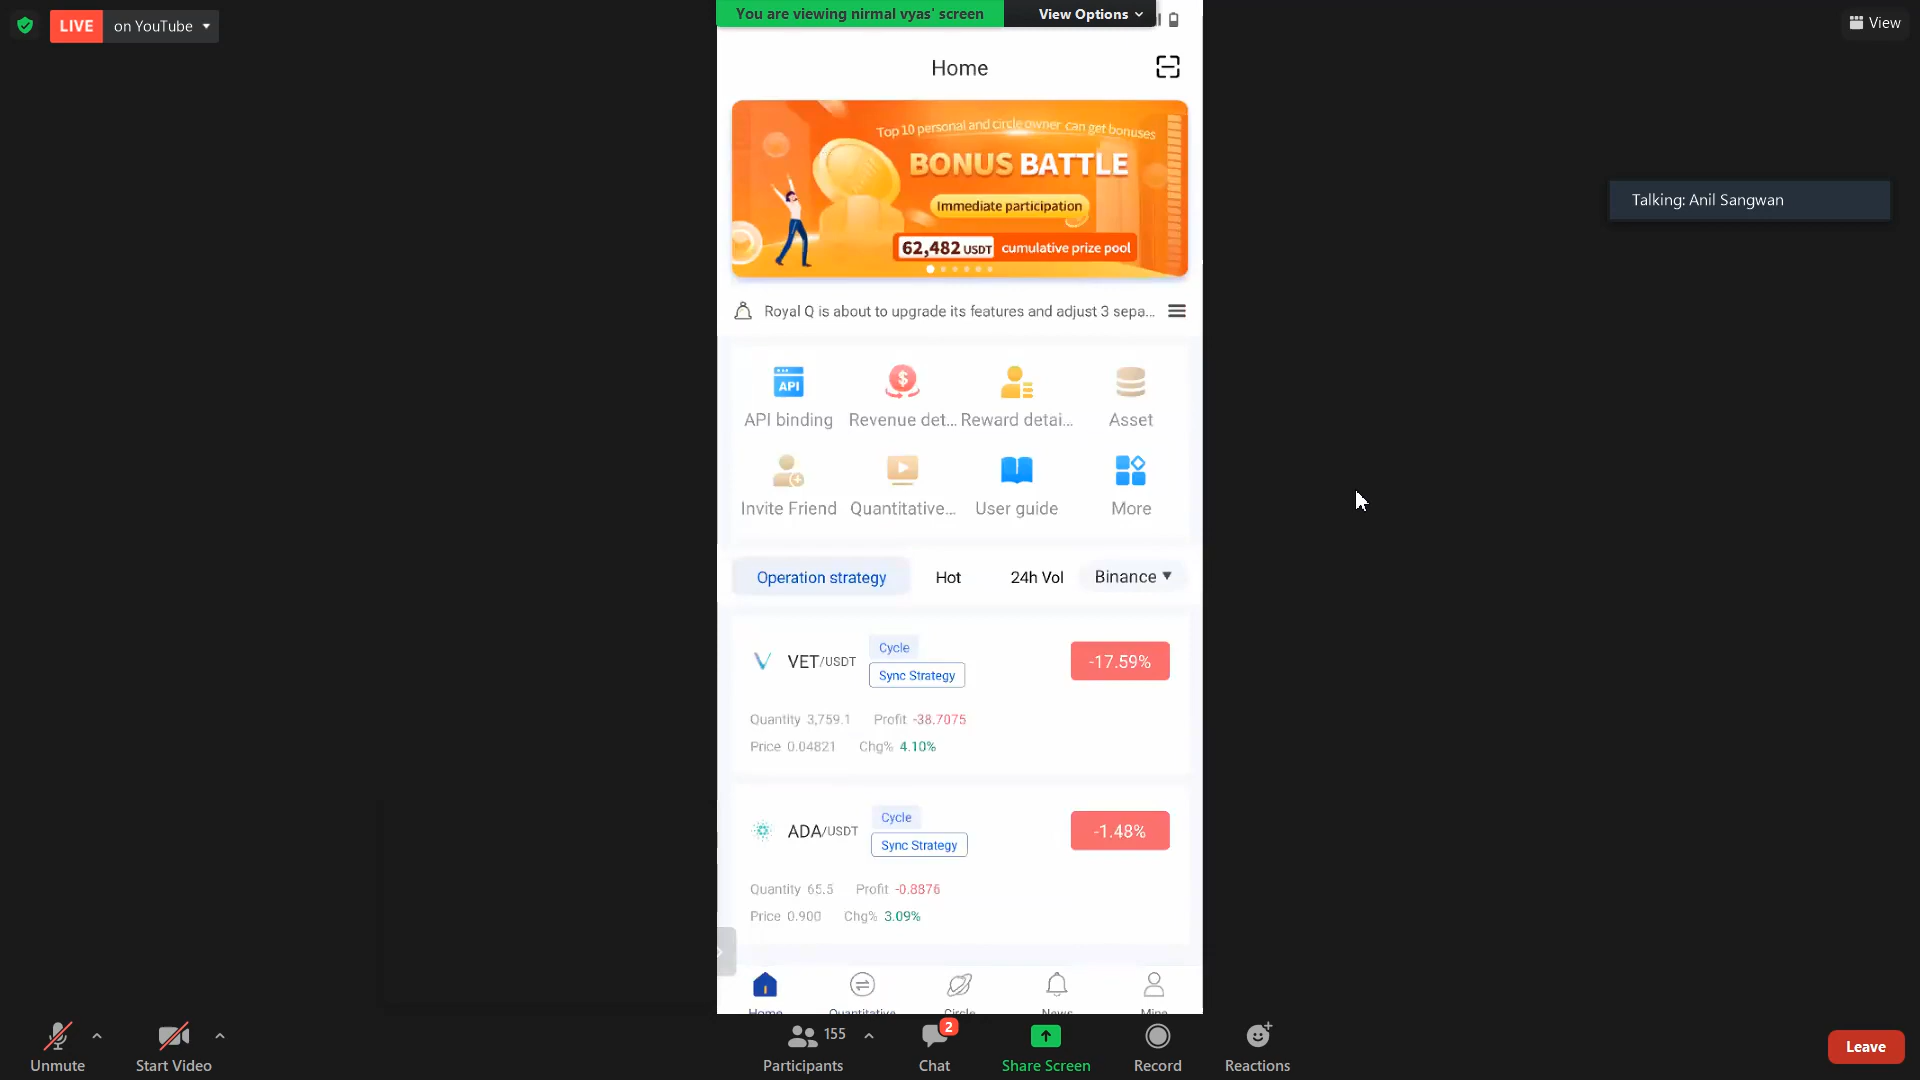 LIVE on YouTube
You are viewing nirmal vyas' screen View Options
View
Home
Top 10 personal and circle owner can get bonuses
BONUS BATTLE
Immediate participation
62,482 USDT cumulative prize pool
Talking: Anil Sangwan
Royal Q is about to upgrade its features and adjust 3 sepa...
API
API binding Revenue det... Reward detai... Asset
Invite Friend Quantitative... User guide More
Operation strategy Hot 24h Vol Binance
VET/USDT Cycle -17.59%
Sync Strategy
Quantity 3,759.1 Profit -38.7075
Price 0.04821 Chg% 4.10%
ADA/USDT Cycle -1.48%
Sync Strategy
Quantity 65.5 Profit -0.8876
Price 0.900 Chg% 3.09%
Home Quantitative Circle News Mine
155 2
Unmute Start Video Participants Chat Share Screen Record Reactions Leave